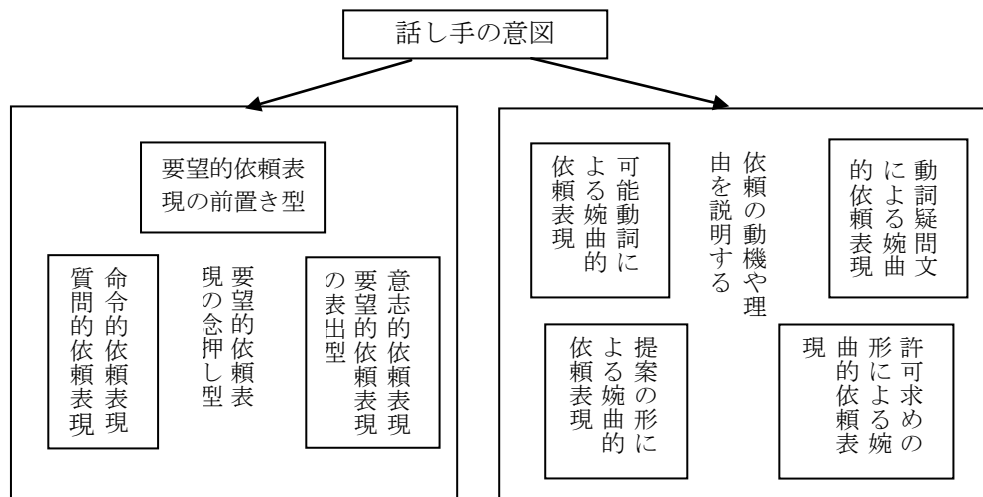 話し手の意図
要望的依頼表
現の前置き型
命令的依頼表現
質問的依頼表現
要望的依頼表
現の念押し型
意志的依頼表現
要望的依頼表現
の表出型
可能動詞に
よる婉曲的
依頼表現
依頼の動機や理
由を説明する
動詞疑問文
による婉曲
的依頼表現
提案の形に
よる婉曲的
依頼表現
許可求めの
形による婉
曲的依頼表
現